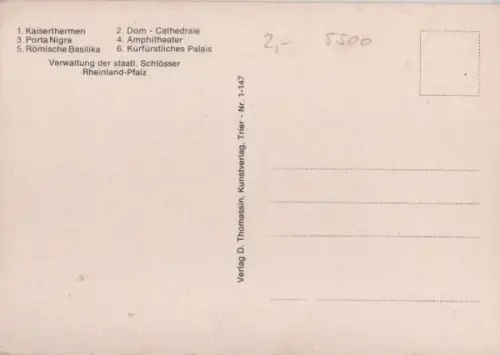 1. Kaiserthermen 2. Dom - Cathedrale
3. Porta Nigra 4. Amphitheater
5. Römische Basilika 6. Kurfürstliches Palais
Verwaltung der staatl. Schlösser
Rheinland-Pfalz
2,- 5500
Verlag D. Thomassin, Kunstverlag, Trier - Nr. 1-147